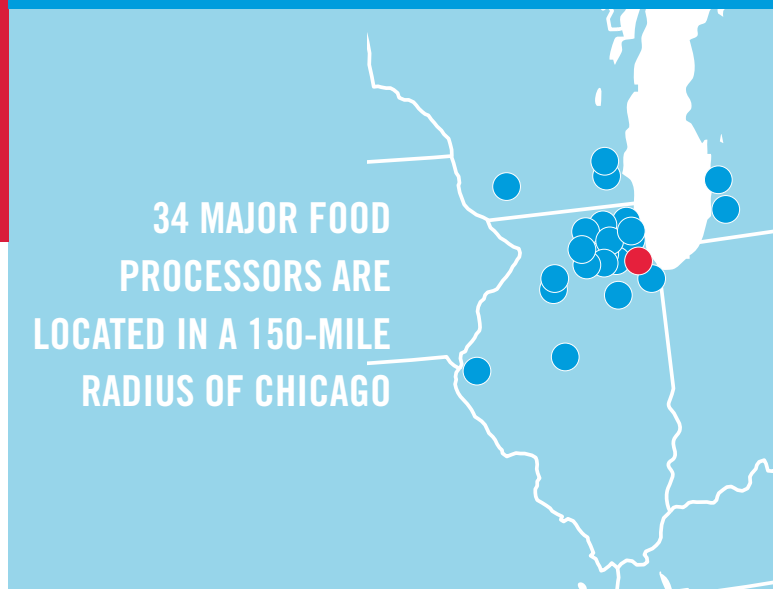 34 MAJOR FOOD
PROCESSORS ARE
LOCATED IN A 150-MILE
RADIUS OF CHICAGO